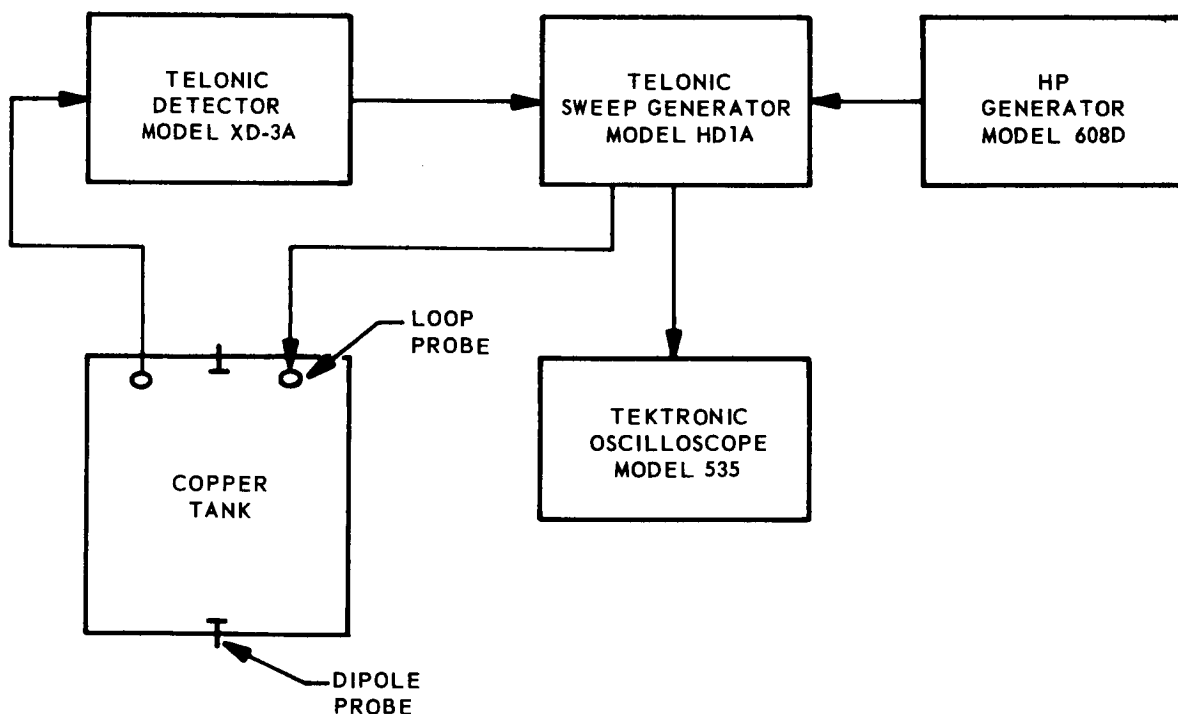 TELONIC
DETECTOR
MODEL XD-3A
TELONIC
SWEEP GENERATOR
MODEL HD1A
HP
GENERATOR
MODEL 608D
LOOP
PROBE
TEKTRONIC
OSCILLOSCOPE
MODEL 535
COPPER
TANK
DIPOLE
PROBE